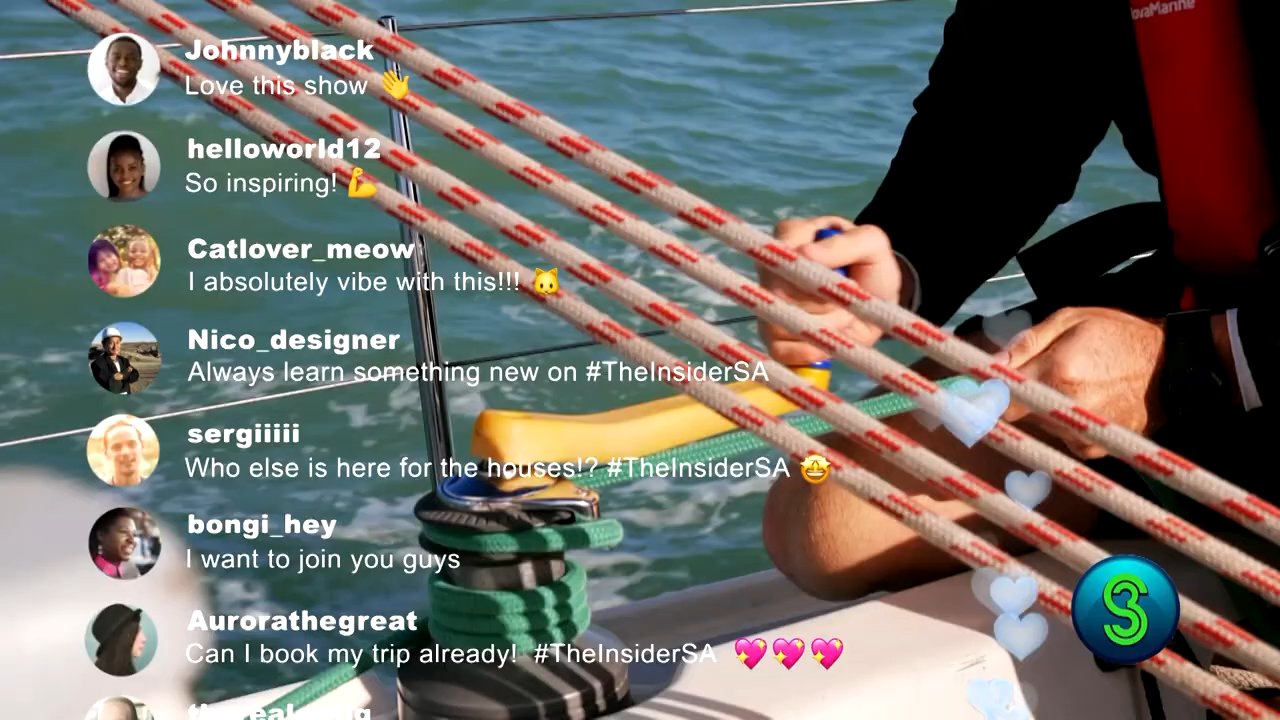 Johnnyblack
Love this show 👋
helloworld12
So inspiring! 💪
Catlover_meow
I absolutely vibe with this!!! 🐱
Nico_designer
Always learn something new on #TheInsiderSA
sergiiiii
Who else is here for the houses!? #TheInsiderSA 🤩
bongi_hey
I want to join you guys
Aurorathegreat
Can I book my trip already! #TheInsiderSA 💖💖💖
3